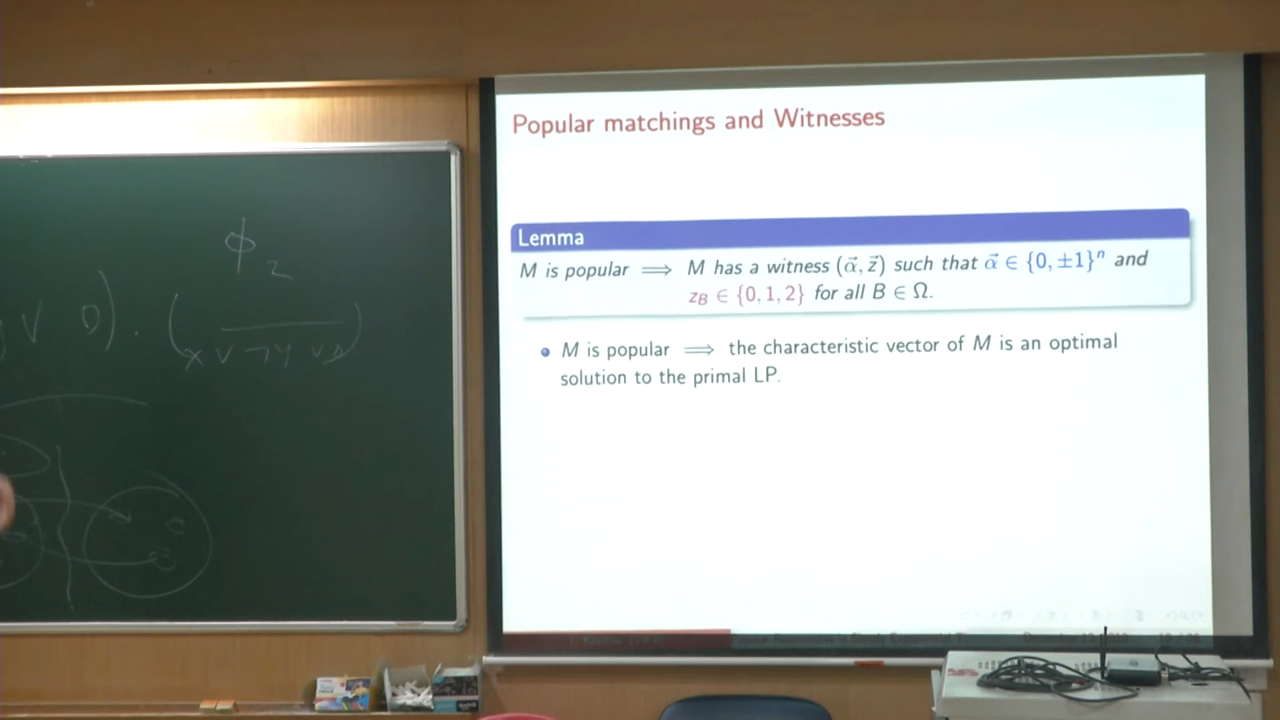 ϕ₂
∨ D) . (
x ∨ ¬y ∨ D)
Popular matchings and Witnesses
Lemma
M is popular ⟹ M has a witness (α⃗, z⃗) such that α⃗ ∈ {0, ±1}ⁿ and
z_B ∈ {0, 1, 2} for all B ∈ Ω.
• M is popular ⟹ the characteristic vector of M is an optimal
solution to the primal LP.